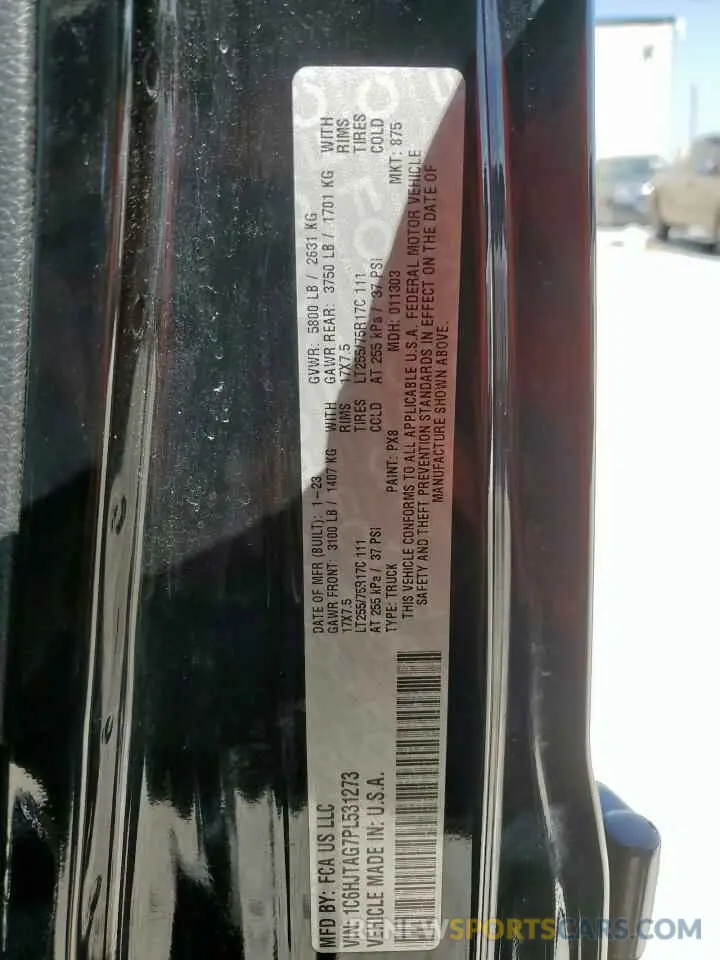 MFD BY: FCA US LLC
DATE OF MFR (BUILT): 1-23
GVWR: 5800 LB / 2631 KG
GAWR FRONT: 3100 LB / 1407 KG WITH
GAWR REAR: 3750 LB / 1701 KG WITH
17X7.5 RIMS
17X7.5 RIMS
LT255/75R17C 111 TIRES
LT255/75R17C 111 TIRES
AT 255 kPa / 37 PSI COLD
AT 255 kPa / 37 PSI COLD
TYPE: TRUCK PAINT: PX8 MDH: 011303 MKT: 875
THIS VEHICLE CONFORMS TO ALL APPLICABLE U.S.A. FEDERAL MOTOR VEHICLE
SAFETY AND THEFT PREVENTION STANDARDS IN EFFECT ON THE DATE OF
MANUFACTURE SHOWN ABOVE.
VIN: 1C6HJTAG7PL531273
VEHICLE MADE IN: U.S.A.
RENEWSPORTCAR.COM